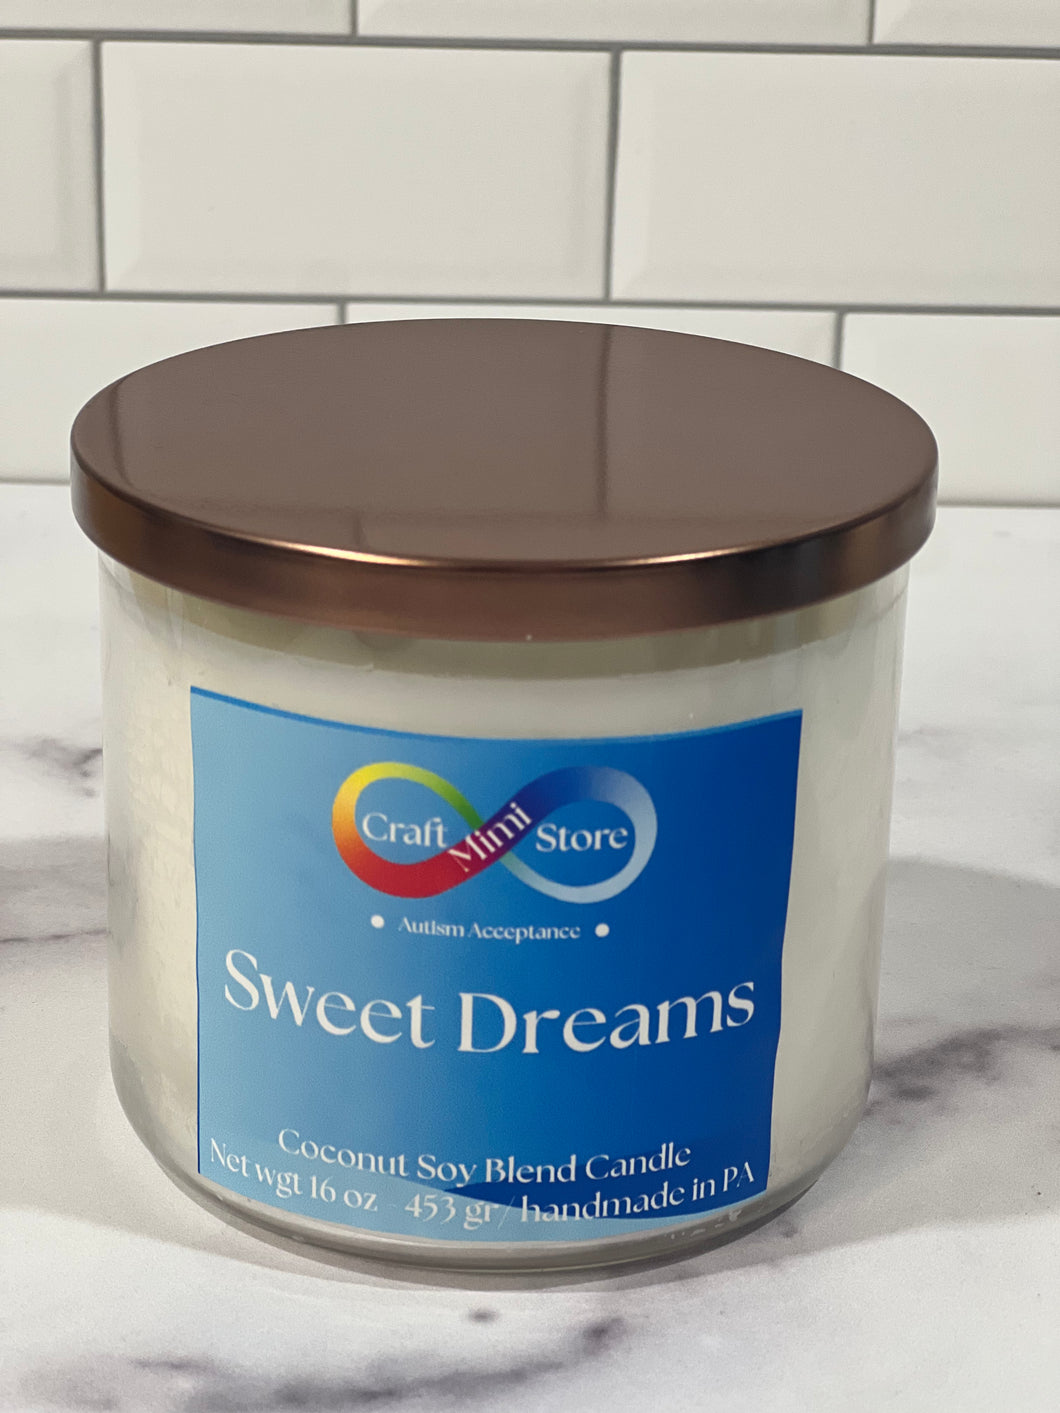 Craft Mimi Store
• Autism Acceptance •
Sweet Dreams
Coconut Soy Blend Candle
Net wgt 16 oz - 453 gr / handmade in PA